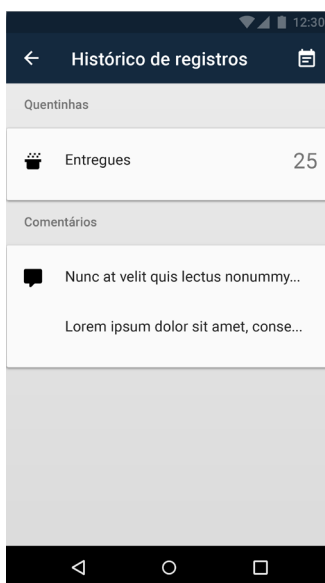 12:30
Histórico de registros
Quentinhas
Entregues 25
Comentários
Nunc at velit quis lectus nonummy...
Lorem ipsum dolor sit amet, conse...